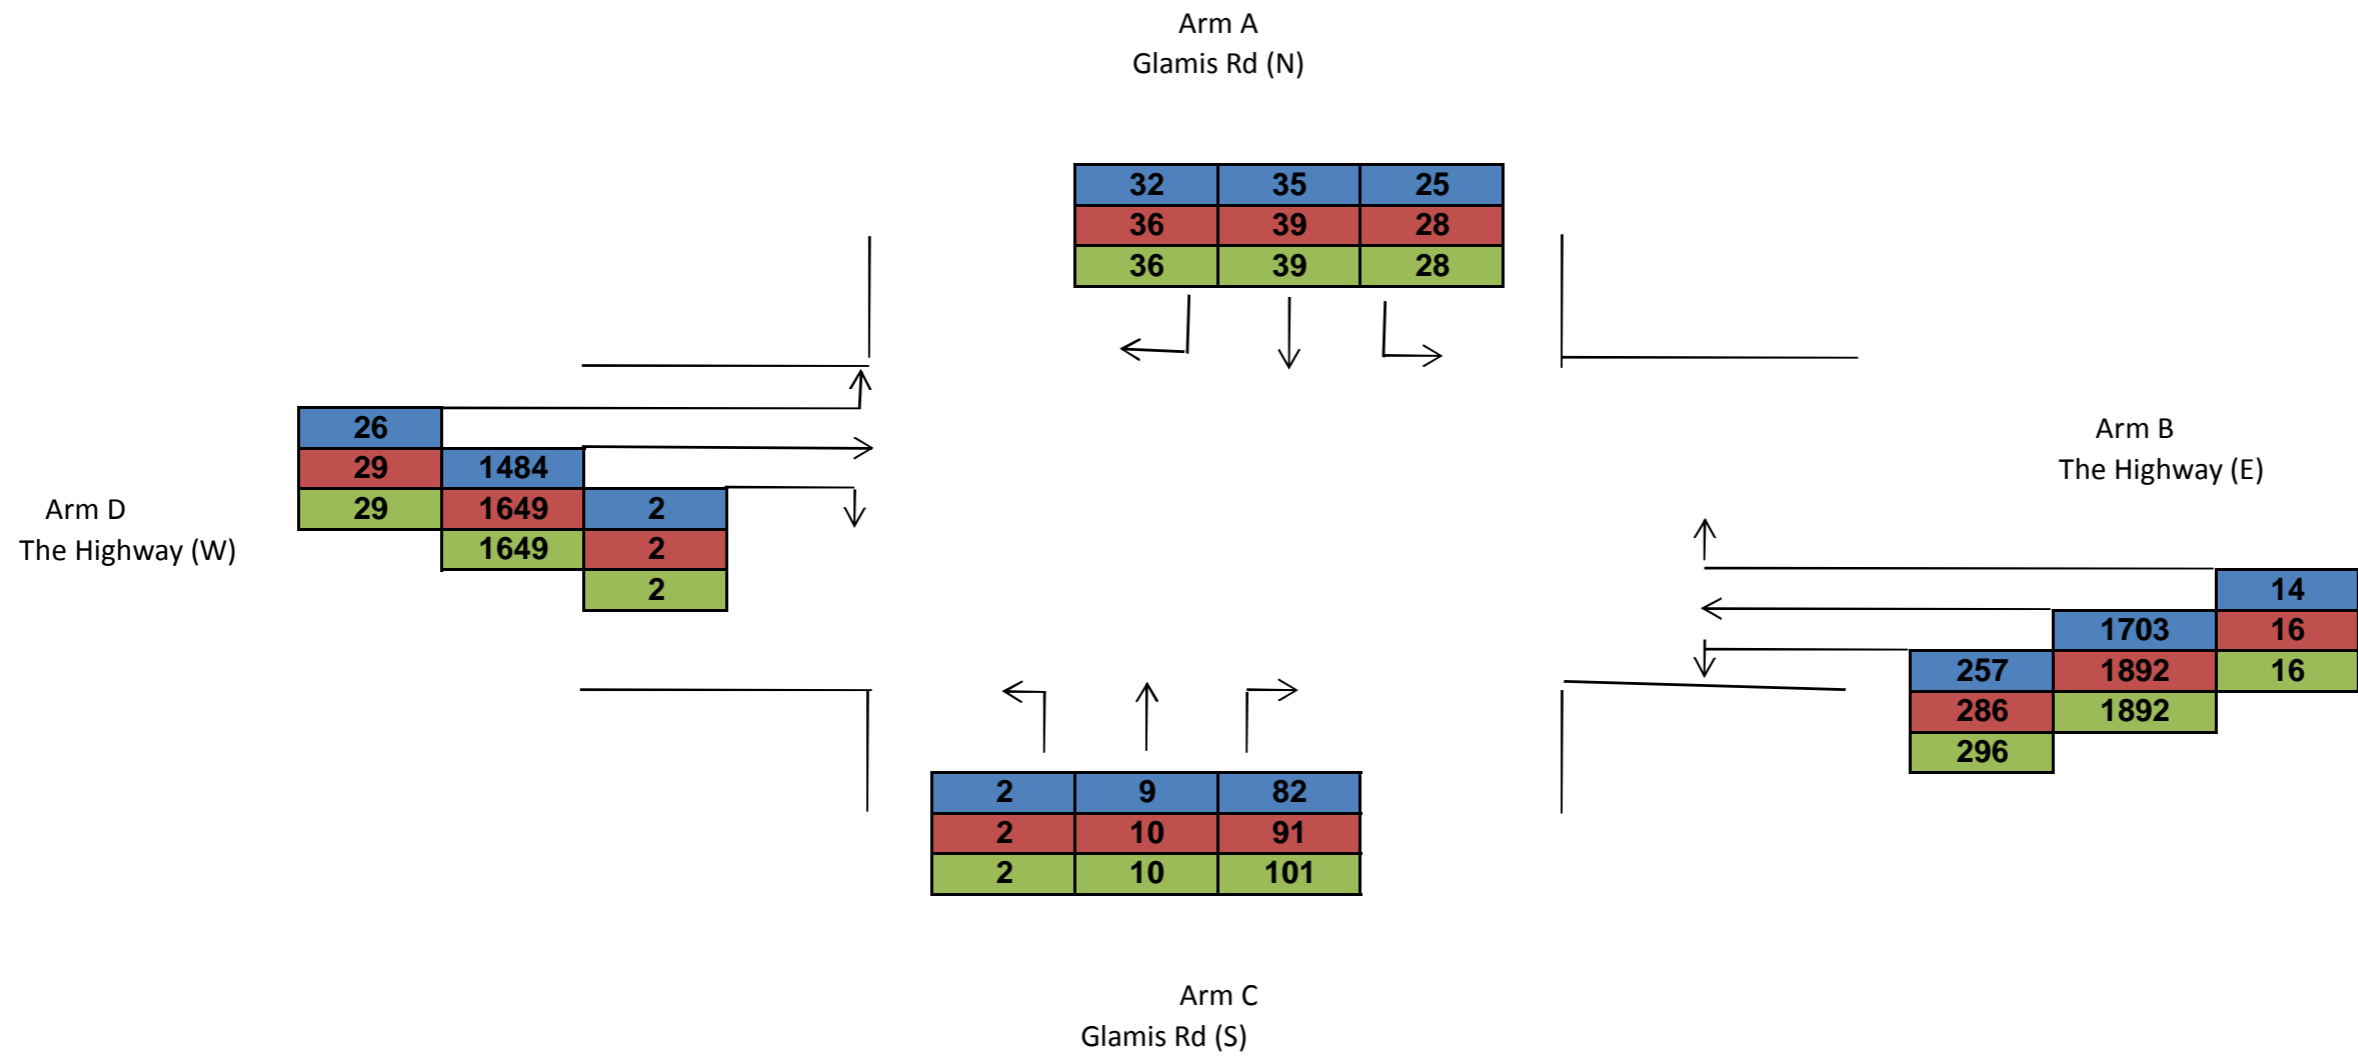 Arm A
Glamis Rd (N)
32 35 25
36 39 28
36 39 28
26
29 1484
29 1649 2
1649 2
2
Arm D
The Highway (W)
Arm B
The Highway (E)
14
1703 16
257 1892 16
286 1892
296
2 9 82
2 10 91
2 10 101
Arm C
Glamis Rd (S)